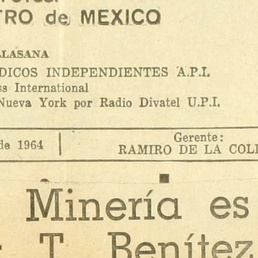 TRO de MEXICO
ALASANA
DICOS INDEPENDIENTES A.P.I.
ss International
Nueva York por Radio Divatel U.P.I.
de 1964
Gerente:
RAMIRO DE LA COLI
Minería es
T. Benítez